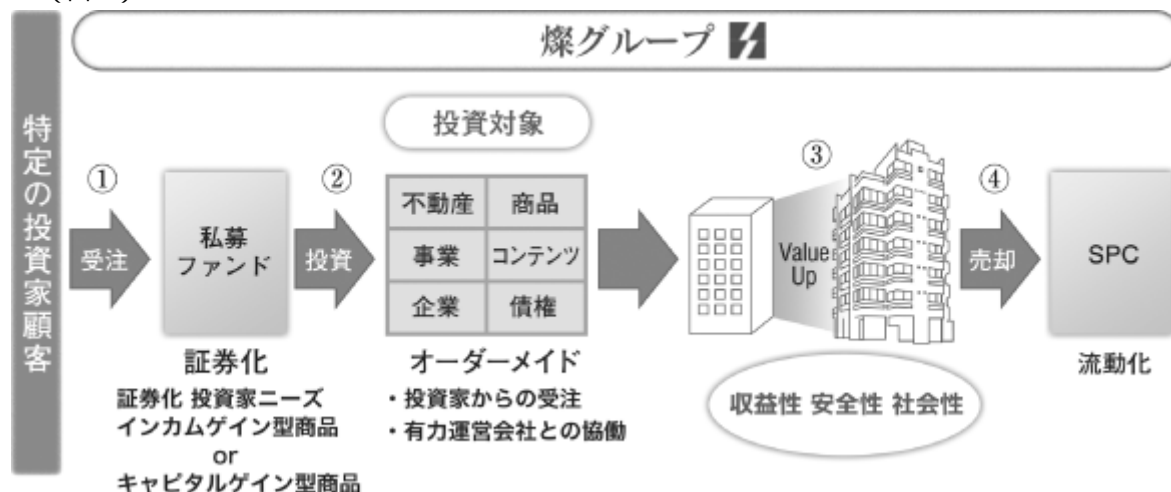 燦グループ
特定の投資家顧客
投資対象
①
受注
私募
ファンド
証券化
証券化 投資家ニーズ
インカムゲイン型商品
or
キャピタルゲイン型商品
②
投資
不動産 商品
事業 コンテンツ
企業 債権
オーダーメイド
・投資家からの受注
・有力運営会社との協働
③
Value
Up
収益性 安全性 社会性
④
売却
SPC
流動化